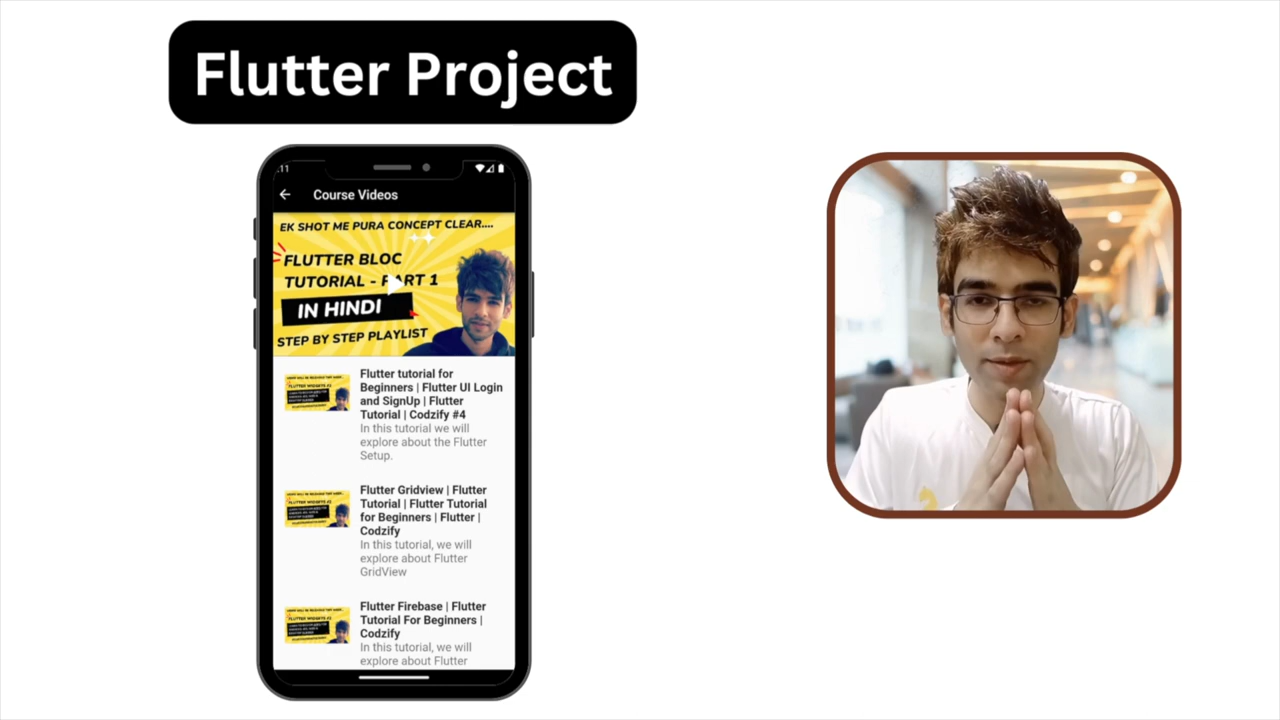 Flutter Project
:11
Course Videos
EK SHOT ME PURA CONCEPT CLEAR....
FLUTTER BLOC
TUTORIAL - PART 1
IN HINDI
STEP BY STEP PLAYLIST
Flutter tutorial for
Beginners | Flutter UI Login
and SignUp | Flutter
Tutorial | Codzify #4
In this tutorial we will
explore about the Flutter
Setup.
Flutter Gridview | Flutter
Tutorial | Flutter Tutorial
for Beginners | Flutter |
Codzify
In this tutorial, we will
explore about Flutter
GridView
Flutter Firebase | Flutter
Tutorial For Beginners |
Codzify
In this tutorial, we will
explore about Flutter